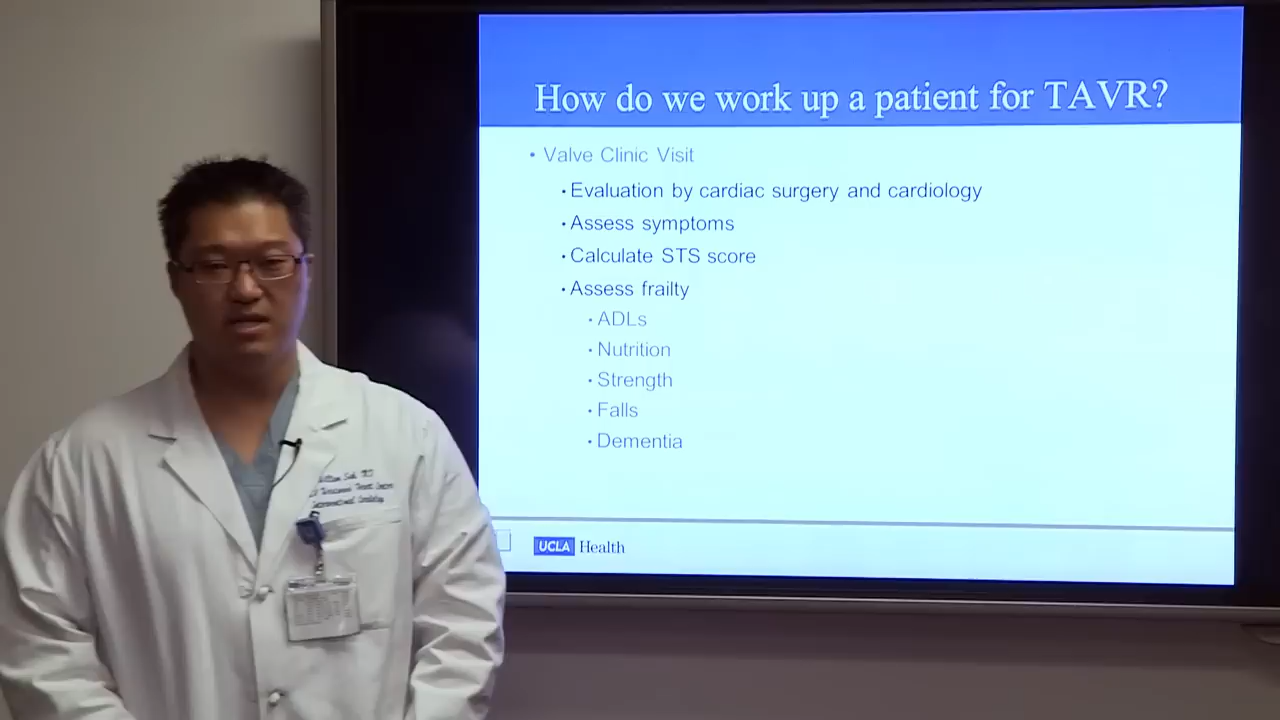 How do we work up a patient for TAVR?
• Valve Clinic Visit
• Evaluation by cardiac surgery and cardiology
• Assess symptoms
• Calculate STS score
• Assess frailty
• ADLs
• Nutrition
• Strength
• Falls
• Dementia
UCLA Health